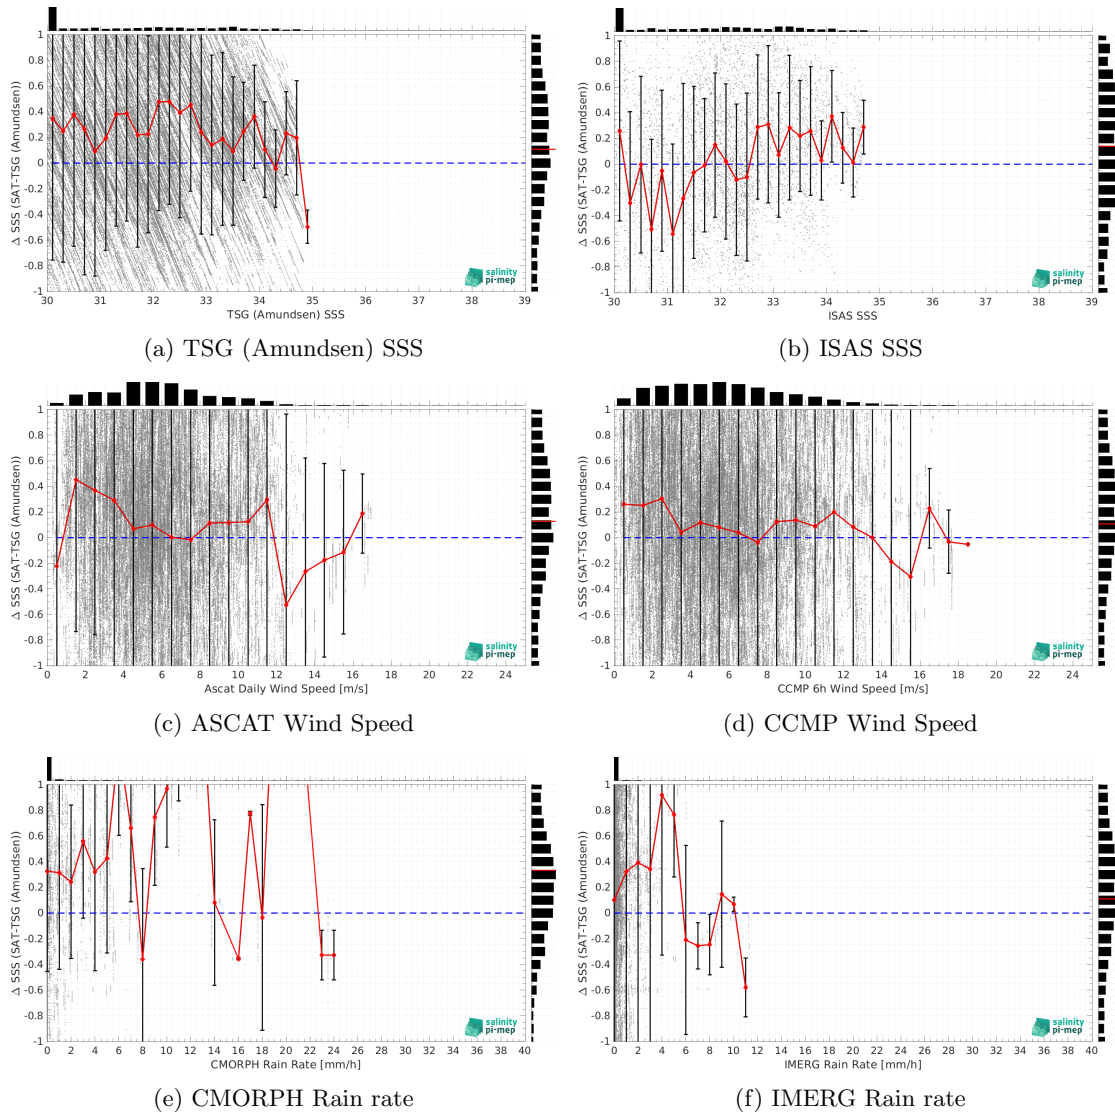 1
0.8
0.6
0.4
0.2
0
-0.2
-0.4
-0.6
-0.8
-1
Δ SSS (SAT-TSG (Amundsen))
salinity
pi-mep
30 31 32 33 34 35 36 37 38 39
TSG (Amundsen) SSS
(a) TSG (Amundsen) SSS
1
0.8
0.6
0.4
0.2
0
-0.2
-0.4
-0.6
-0.8
-1
Δ SSS (SAT-TSG (Amundsen))
salinity
pi-mep
30 31 32 33 34 35 36 37 38 39
ISAS SSS
(b) ISAS SSS
1
0.8
0.6
0.4
0.2
0
-0.2
-0.4
-0.6
-0.8
-1
Δ SSS (SAT-TSG (Amundsen))
salinity
pi-mep
0 2 4 6 8 10 12 14 16 18 20 22 24
Ascat Daily Wind Speed [m/s]
(c) ASCAT Wind Speed
1
0.8
0.6
0.4
0.2
0
-0.2
-0.4
-0.6
-0.8
-1
Δ SSS (SAT-TSG (Amundsen))
salinity
pi-mep
0 2 4 6 8 10 12 14 16 18 20 22 24
CCMP 6h Wind Speed [m/s]
(d) CCMP Wind Speed
1
0.8
0.6
0.4
0.2
0
-0.2
-0.4
-0.6
-0.8
-1
Δ SSS (SAT-TSG (Amundsen))
salinity
pi-mep
0 2 4 6 8 10 12 14 16 18 20 22 24 26 28 30 32 34 36 38 40
CMORPH Rain Rate [mm/h]
(e) CMORPH Rain rate
1
0.8
0.6
0.4
0.2
0
-0.2
-0.4
-0.6
-0.8
-1
Δ SSS (SAT-TSG (Amundsen))
salinity
pi-mep
0 2 4 6 8 10 12 14 16 18 20 22 24 26 28 30 32 34 36 38 40
IMERG Rain Rate [mm/h]
(f) IMERG Rain rate